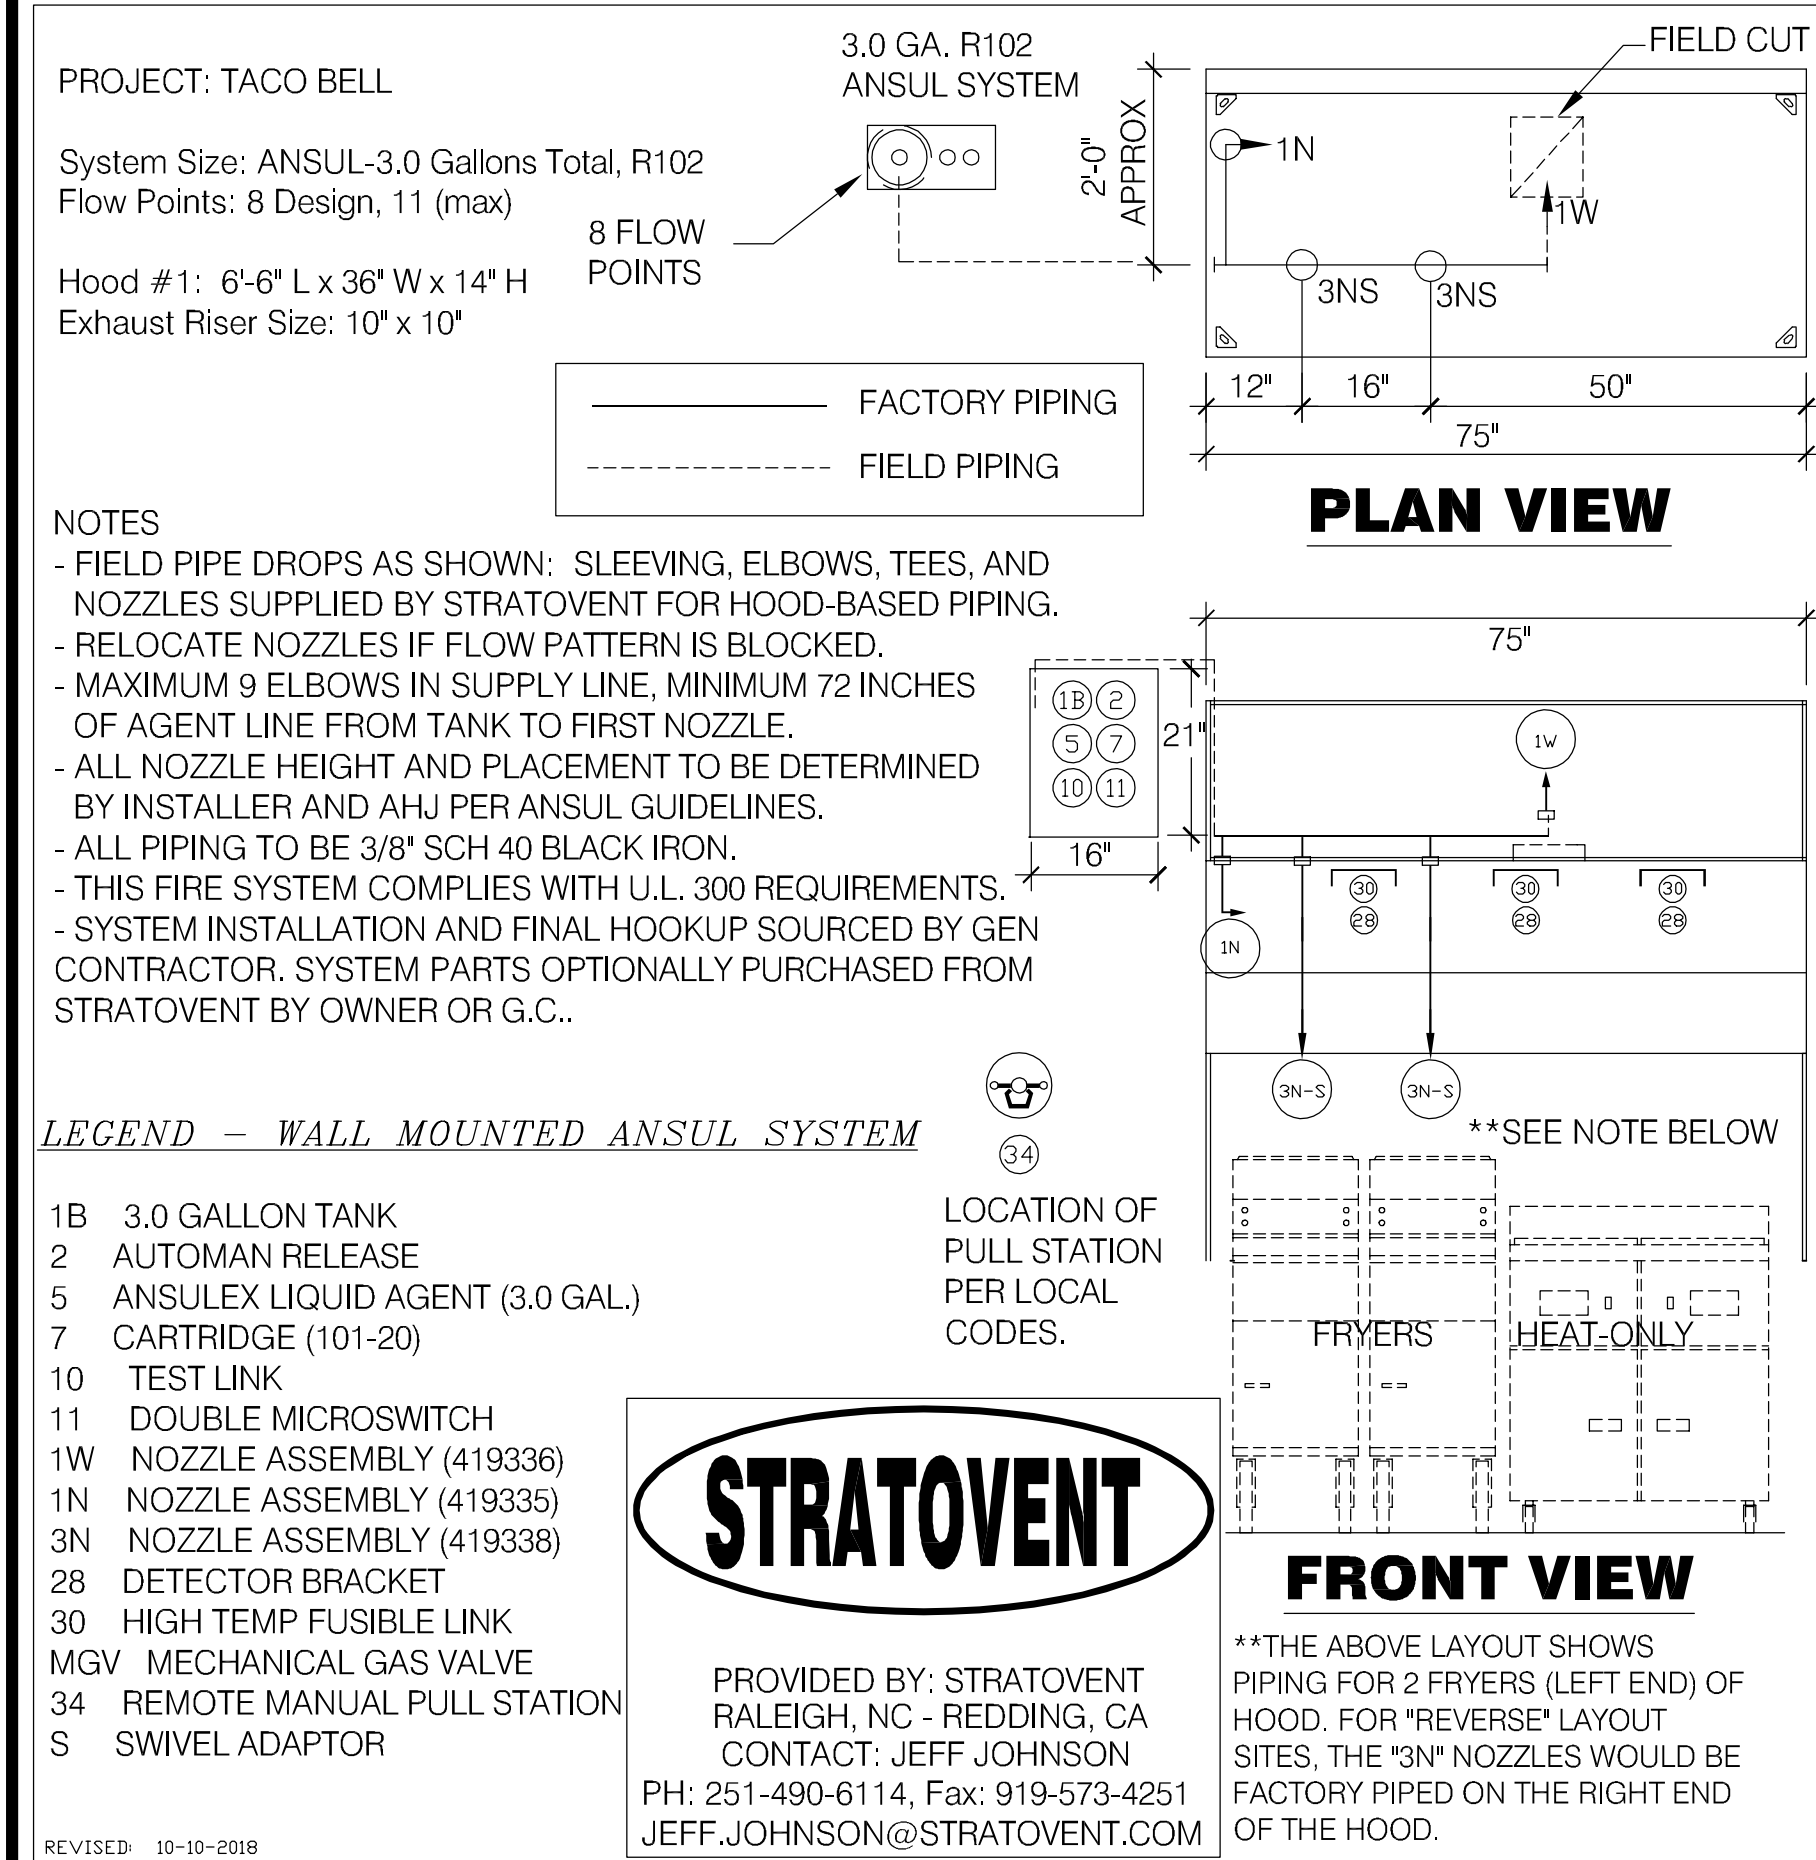 PROJECT: TACO BELL
System Size: ANSUL-3.0 Gallons Total, R102
Flow Points: 8 Design, 11 (max)
Hood #1: 6'-6" L x 36" W x 14" H
Exhaust Riser Size: 10" x 10"
3.0 GA. R102
ANSUL SYSTEM
8 FLOW
POINTS
2'-0"
APPROX
FIELD CUT
1N
1W
3NS
3NS
12"
16"
50"
75"
PLAN VIEW
FACTORY PIPING
FIELD PIPING
NOTES
- FIELD PIPE DROPS AS SHOWN: SLEEVING, ELBOWS, TEES, AND
NOZZLES SUPPLIED BY STRATOVENT FOR HOOD-BASED PIPING.
- RELOCATE NOZZLES IF FLOW PATTERN IS BLOCKED.
- MAXIMUM 9 ELBOWS IN SUPPLY LINE, MINIMUM 72 INCHES
OF AGENT LINE FROM TANK TO FIRST NOZZLE.
- ALL NOZZLE HEIGHT AND PLACEMENT TO BE DETERMINED
BY INSTALLER AND AHJ PER ANSUL GUIDELINES.
- ALL PIPING TO BE 3/8" SCH 40 BLACK IRON.
- THIS FIRE SYSTEM COMPLIES WITH U.L. 300 REQUIREMENTS.
- SYSTEM INSTALLATION AND FINAL HOOKUP SOURCED BY GEN
CONTRACTOR. SYSTEM PARTS OPTIONALLY PURCHASED FROM
STRATOVENT BY OWNER OR G.C..
75"
1B 2
5 7
10 11
21"
16"
1W
30 30 30
28 28 28
1N
3N-S 3N-S
**SEE NOTE BELOW
34
LOCATION OF
PULL STATION
PER LOCAL
CODES.
FRYERS
HEAT-ONLY
FRONT VIEW
**THE ABOVE LAYOUT SHOWS
PIPING FOR 2 FRYERS (LEFT END) OF
HOOD. FOR "REVERSE" LAYOUT
SITES, THE "3N" NOZZLES WOULD BE
FACTORY PIPED ON THE RIGHT END
OF THE HOOD.
LEGEND - WALL MOUNTED ANSUL SYSTEM
1B 3.0 GALLON TANK
2 AUTOMAN RELEASE
5 ANSULEX LIQUID AGENT (3.0 GAL.)
7 CARTRIDGE (101-20)
10 TEST LINK
11 DOUBLE MICROSWITCH
1W NOZZLE ASSEMBLY (419336)
1N NOZZLE ASSEMBLY (419335)
3N NOZZLE ASSEMBLY (419338)
28 DETECTOR BRACKET
30 HIGH TEMP FUSIBLE LINK
MGV MECHANICAL GAS VALVE
34 REMOTE MANUAL PULL STATION
S SWIVEL ADAPTOR
STRATOVENT
PROVIDED BY: STRATOVENT
RALEIGH, NC - REDDING, CA
CONTACT: JEFF JOHNSON
PH: 251-490-6114, Fax: 919-573-4251
JEFF.JOHNSON@STRATOVENT.COM
REVISED: 10-10-2018